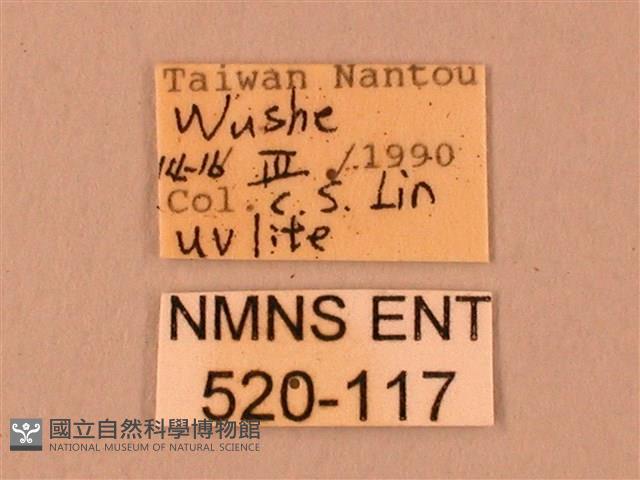 Taiwan Nantou
Wushe
14-16 III ./1990
Col. C. S. Lin
uv lite
NMNS ENT
520-117
國立自然科學博物館
NATIONAL MUSEUM OF NATURAL SCIENCE